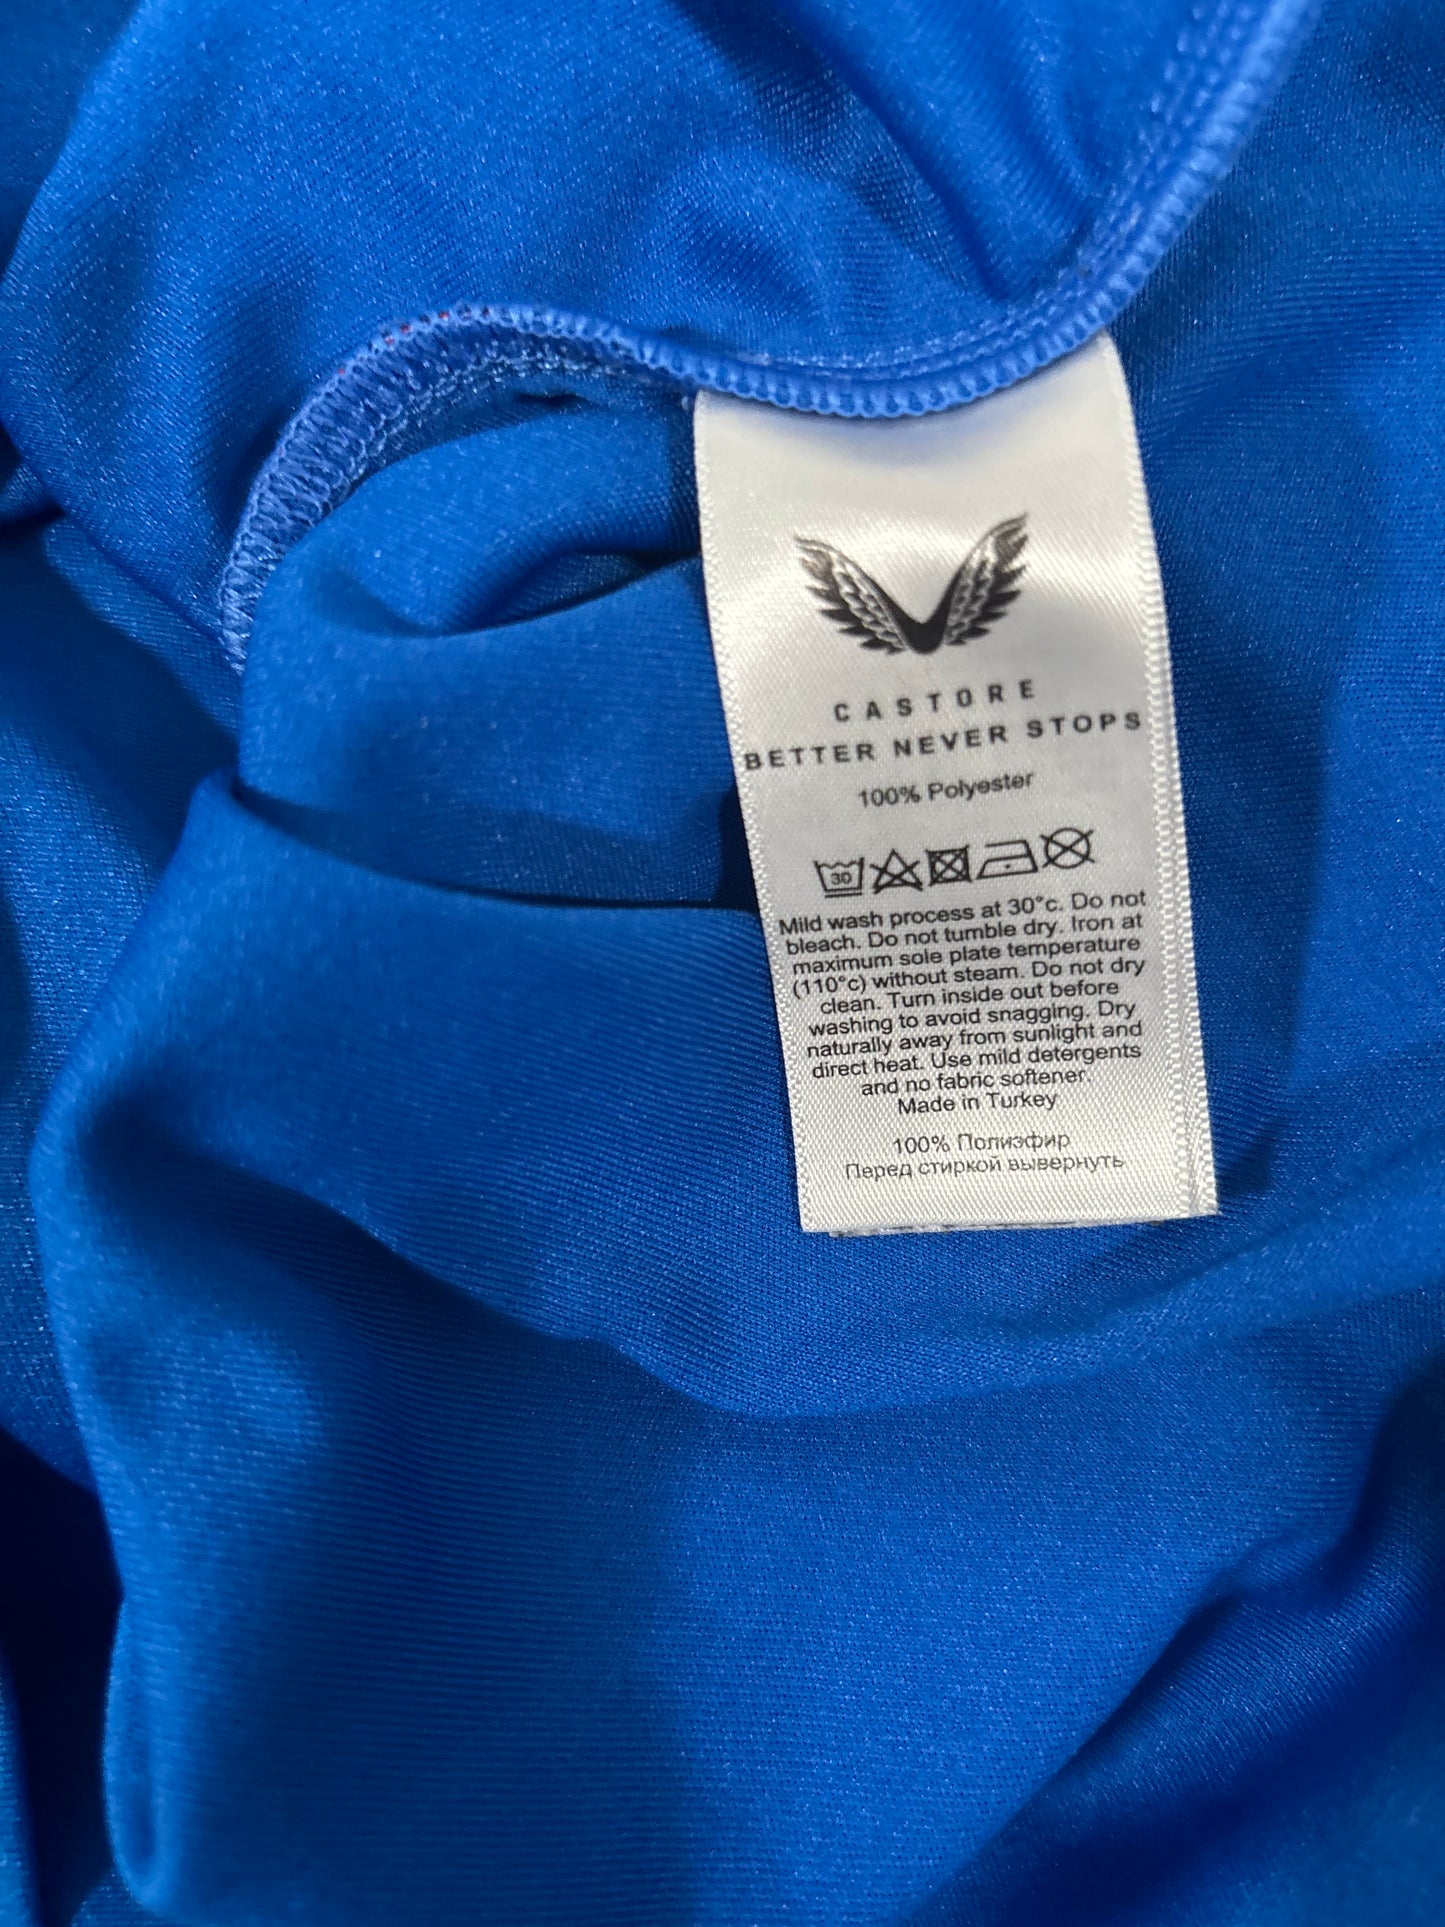 CASTORE
BETTER NEVER STOPS
100% Polyester
30
Mild wash process at 30°c. Do not
bleach. Do not tumble dry. Iron at
maximum sole plate temperature
(110°c) without steam. Do not dry
clean. Turn inside out before
washing to avoid snagging. Dry
naturally away from sunlight and
direct heat. Use mild detergents
and no fabric softener.
Made in Turkey
100% Полиэфир
Перед стиркой вывернуть